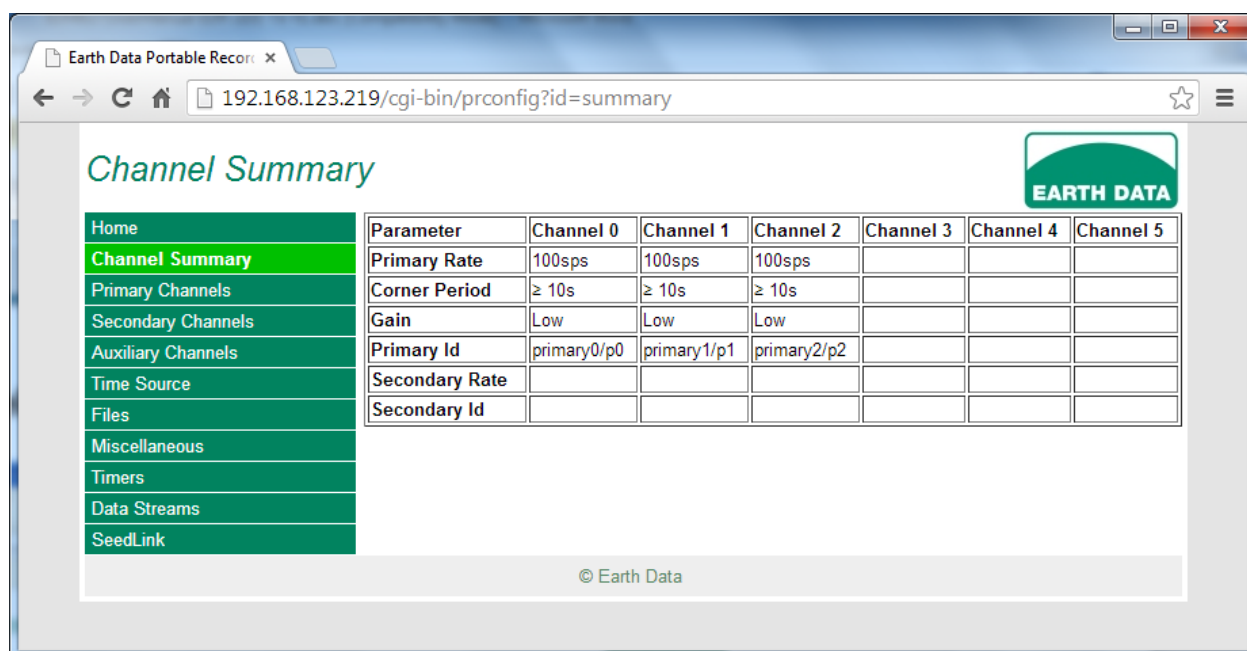 Earth Data Portable Recor
192.168.123.219/cgi-bin/prconfig?id=summary
Channel Summary
EARTH DATA
Home
Channel Summary
Primary Channels
Secondary Channels
Auxiliary Channels
Time Source
Files
Miscellaneous
Timers
Data Streams
SeedLink
Parameter Channel 0 Channel 1 Channel 2 Channel 3 Channel 4 Channel 5
Primary Rate 100sps 100sps 100sps
Corner Period ≥ 10s ≥ 10s ≥ 10s
Gain Low Low Low
Primary Id primary0/p0 primary1/p1 primary2/p2
Secondary Rate
Secondary Id
© Earth Data